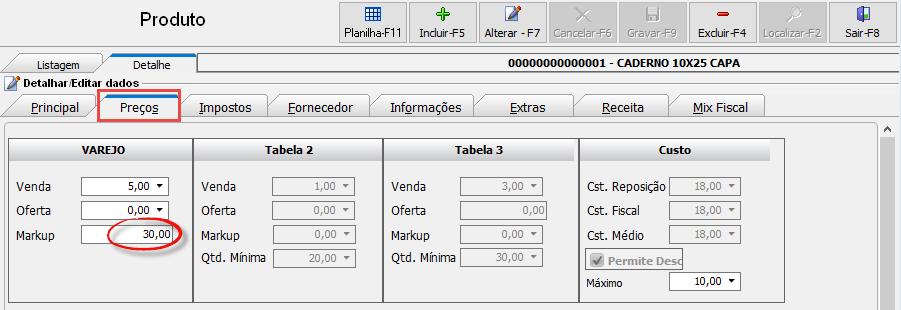 Produto
Planilha-F11 Incluir-F5 Alterar - F7 Cancelar-F6 Gravar-F9 Excluir-F4 Localizar-F2 Sair-F8
Listagem Detalhe 00000000000001 - CADERNO 10X25 CAPA
Detalhar/Editar dados
Principal Preços Impostos Fornecedor Informações Extras Receita Mix Fiscal
VAREJO Tabela 2 Tabela 3 Custo
Venda 5,00 Venda 1,00 Venda 3,00 Cst. Reposição 18,00
Oferta 0,00 Oferta 0,00 Oferta 0,00 Cst. Fiscal 18,00
Markup 30,00 Markup 0,00 Markup 0,00 Cst. Médio 18,00
Qtd. Mínima 20,00 Qtd. Mínima 30,00 Permite Desc
Máximo 10,00